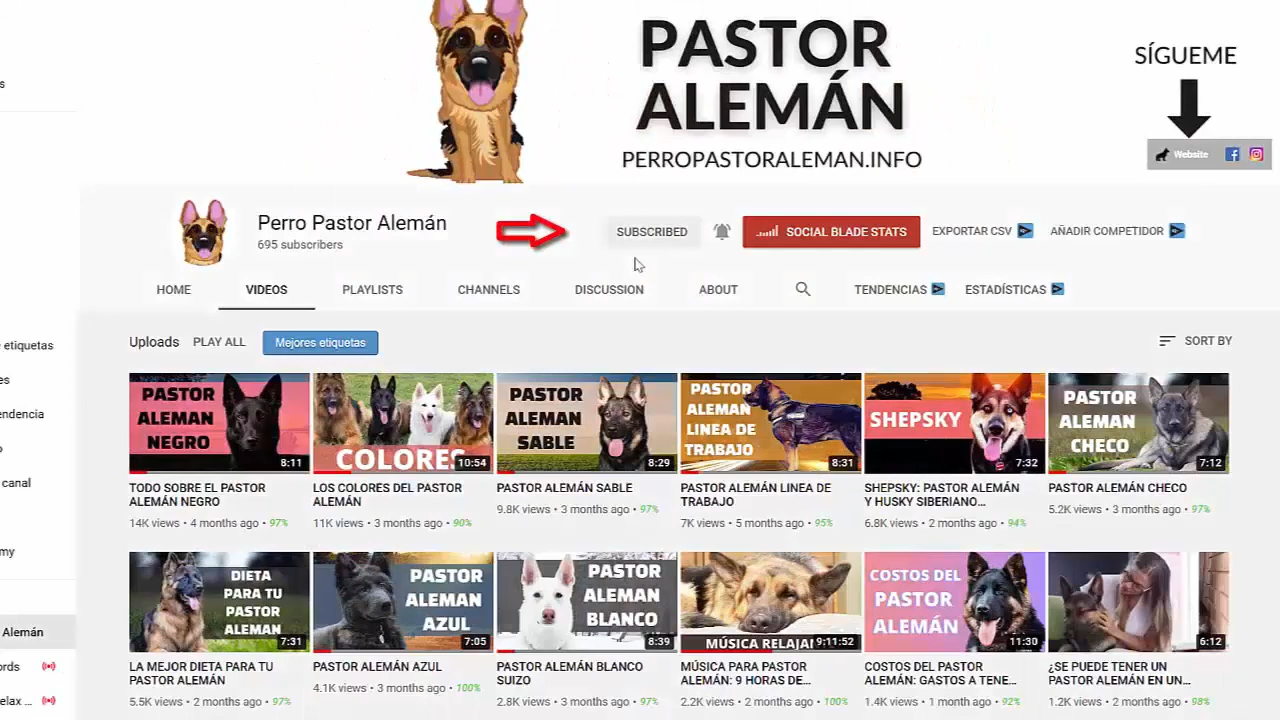 PASTOR
ALEMÁN
PERROPASTORALEMAN.INFO
SÍGUEME
Website
s
Perro Pastor Alemán
695 subscribers
SUBSCRIBED
SOCIAL BLADE STATS
EXPORTAR CSV
AÑADIR COMPETIDOR
HOME
VIDEOS
PLAYLISTS
CHANNELS
DISCUSSION
ABOUT
TENDENCIAS
ESTADÍSTICAS
etiquetas
es
endencia
o
canal
my
Alemán
ords
elax ...
Uploads
PLAY ALL
Mejores etiquetas
SORT BY
PASTOR
ALEMAN
NEGRO
8:11
COLORES
10:54
PASTOR
ALEMAN
SABLE
8:29
PASTOR
ALEMAN
LINEA DE
TRABAJO
8:31
SHEPSKY
7:32
PASTOR
ALEMAN
CHECO
7:12
TODO SOBRE EL PASTOR
ALEMÁN NEGRO
14K views • 4 months ago • 97%
LOS COLORES DEL PASTOR
ALEMÁN
11K views • 3 months ago • 90%
PASTOR ALEMÁN SABLE
9.8K views • 3 months ago • 97%
PASTOR ALEMÁN LINEA DE
TRABAJO
7K views • 5 months ago • 95%
SHEPSKY: PASTOR ALEMÁN
Y HUSKY SIBERIANO...
6.8K views • 2 months ago • 94%
PASTOR ALEMÁN CHECO
5.2K views • 3 months ago • 97%
DIETA
PARA TU
PASTOR
ALEMAN
7:31
PASTOR
ALEMAN
AZUL
7:05
PASTOR
ALEMAN
BLANCO
8:39
MÚSICA RELAJA
9:11:52
COSTOS DEL
PASTOR
ALEMÁN
11:30
6:12
LA MEJOR DIETA PARA TU
PASTOR ALEMÁN
5.5K views • 2 months ago • 97%
PASTOR ALEMÁN AZUL
4.1K views • 3 months ago • 100%
PASTOR ALEMÁN BLANCO
SUIZO
2.8K views • 3 months ago • 97%
MÚSICA PARA PASTOR
ALEMÁN: 9 HORAS DE...
2.2K views • 2 months ago • 100%
COSTOS DEL PASTOR
ALEMÁN: GASTOS A TENE...
1.4K views • 1 month ago • 92%
¿SE PUEDE TENER UN
PASTOR ALEMÁN EN UN...
1.2K views • 2 months ago • 98%